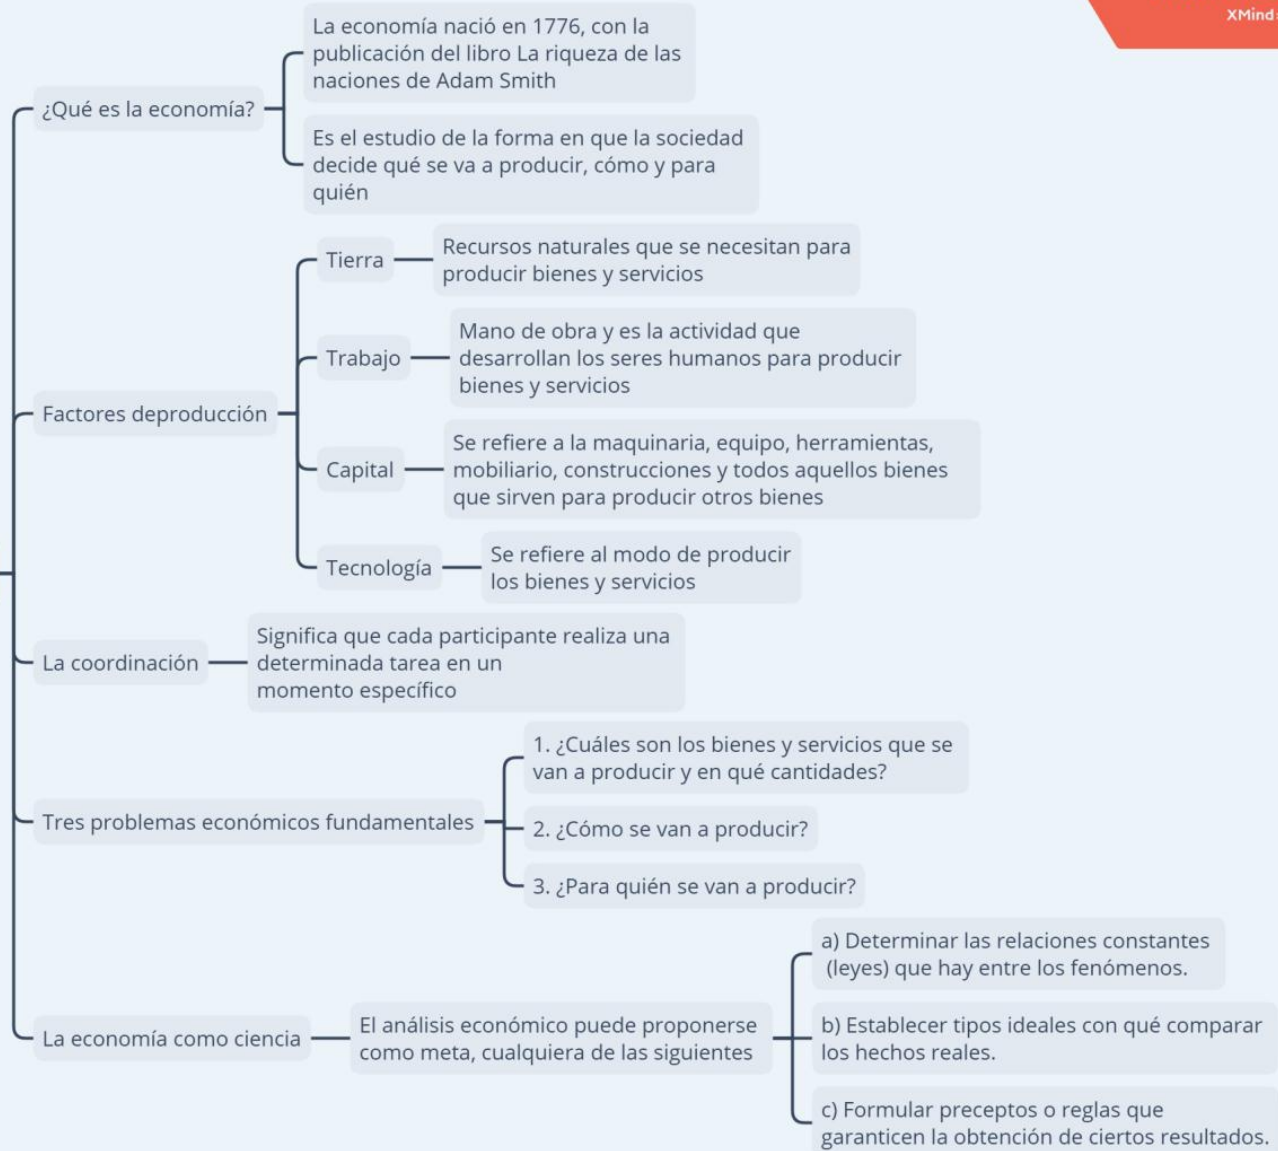 XMind
La economía nació en 1776, con la
publicación del libro La riqueza de las
naciones de Adam Smith
¿Qué es la economía?
Es el estudio de la forma en que la sociedad
decide qué se va a producir, cómo y para
quién
Tierra
Recursos naturales que se necesitan para
producir bienes y servicios
Trabajo
Mano de obra y es la actividad que
desarrollan los seres humanos para producir
bienes y servicios
Factores deproducción
Capital
Se refiere a la maquinaria, equipo, herramientas,
mobiliario, construcciones y todos aquellos bienes
que sirven para producir otros bienes
Tecnología
Se refiere al modo de producir
los bienes y servicios
La coordinación
Significa que cada participante realiza una
determinada tarea en un
momento específico
Tres problemas económicos fundamentales
1. ¿Cuáles son los bienes y servicios que se
van a producir y en qué cantidades?
2. ¿Cómo se van a producir?
3. ¿Para quién se van a producir?
La economía como ciencia
El análisis económico puede proponerse
como meta, cualquiera de las siguientes
a) Determinar las relaciones constantes
(leyes) que hay entre los fenómenos.
b) Establecer tipos ideales con qué comparar
los hechos reales.
c) Formular preceptos o reglas que
garanticen la obtención de ciertos resultados.